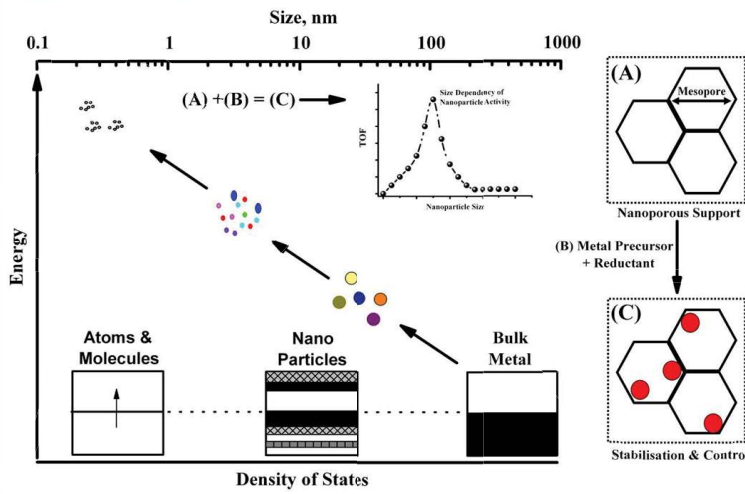 Size, nm
0.1 1 10 100 1000
(A) +(B) = (C)
Size Dependency of
Nanoparticle Activity
TOF
Nanoparticle Size
Energy
Atoms &
Molecules
Nano
Particles
Bulk
Metal
Density of States
(A)
Mesopore
Nanoporous Support
(B) Metal Precursor
+ Reductant
(C)
Stabilisation & Control